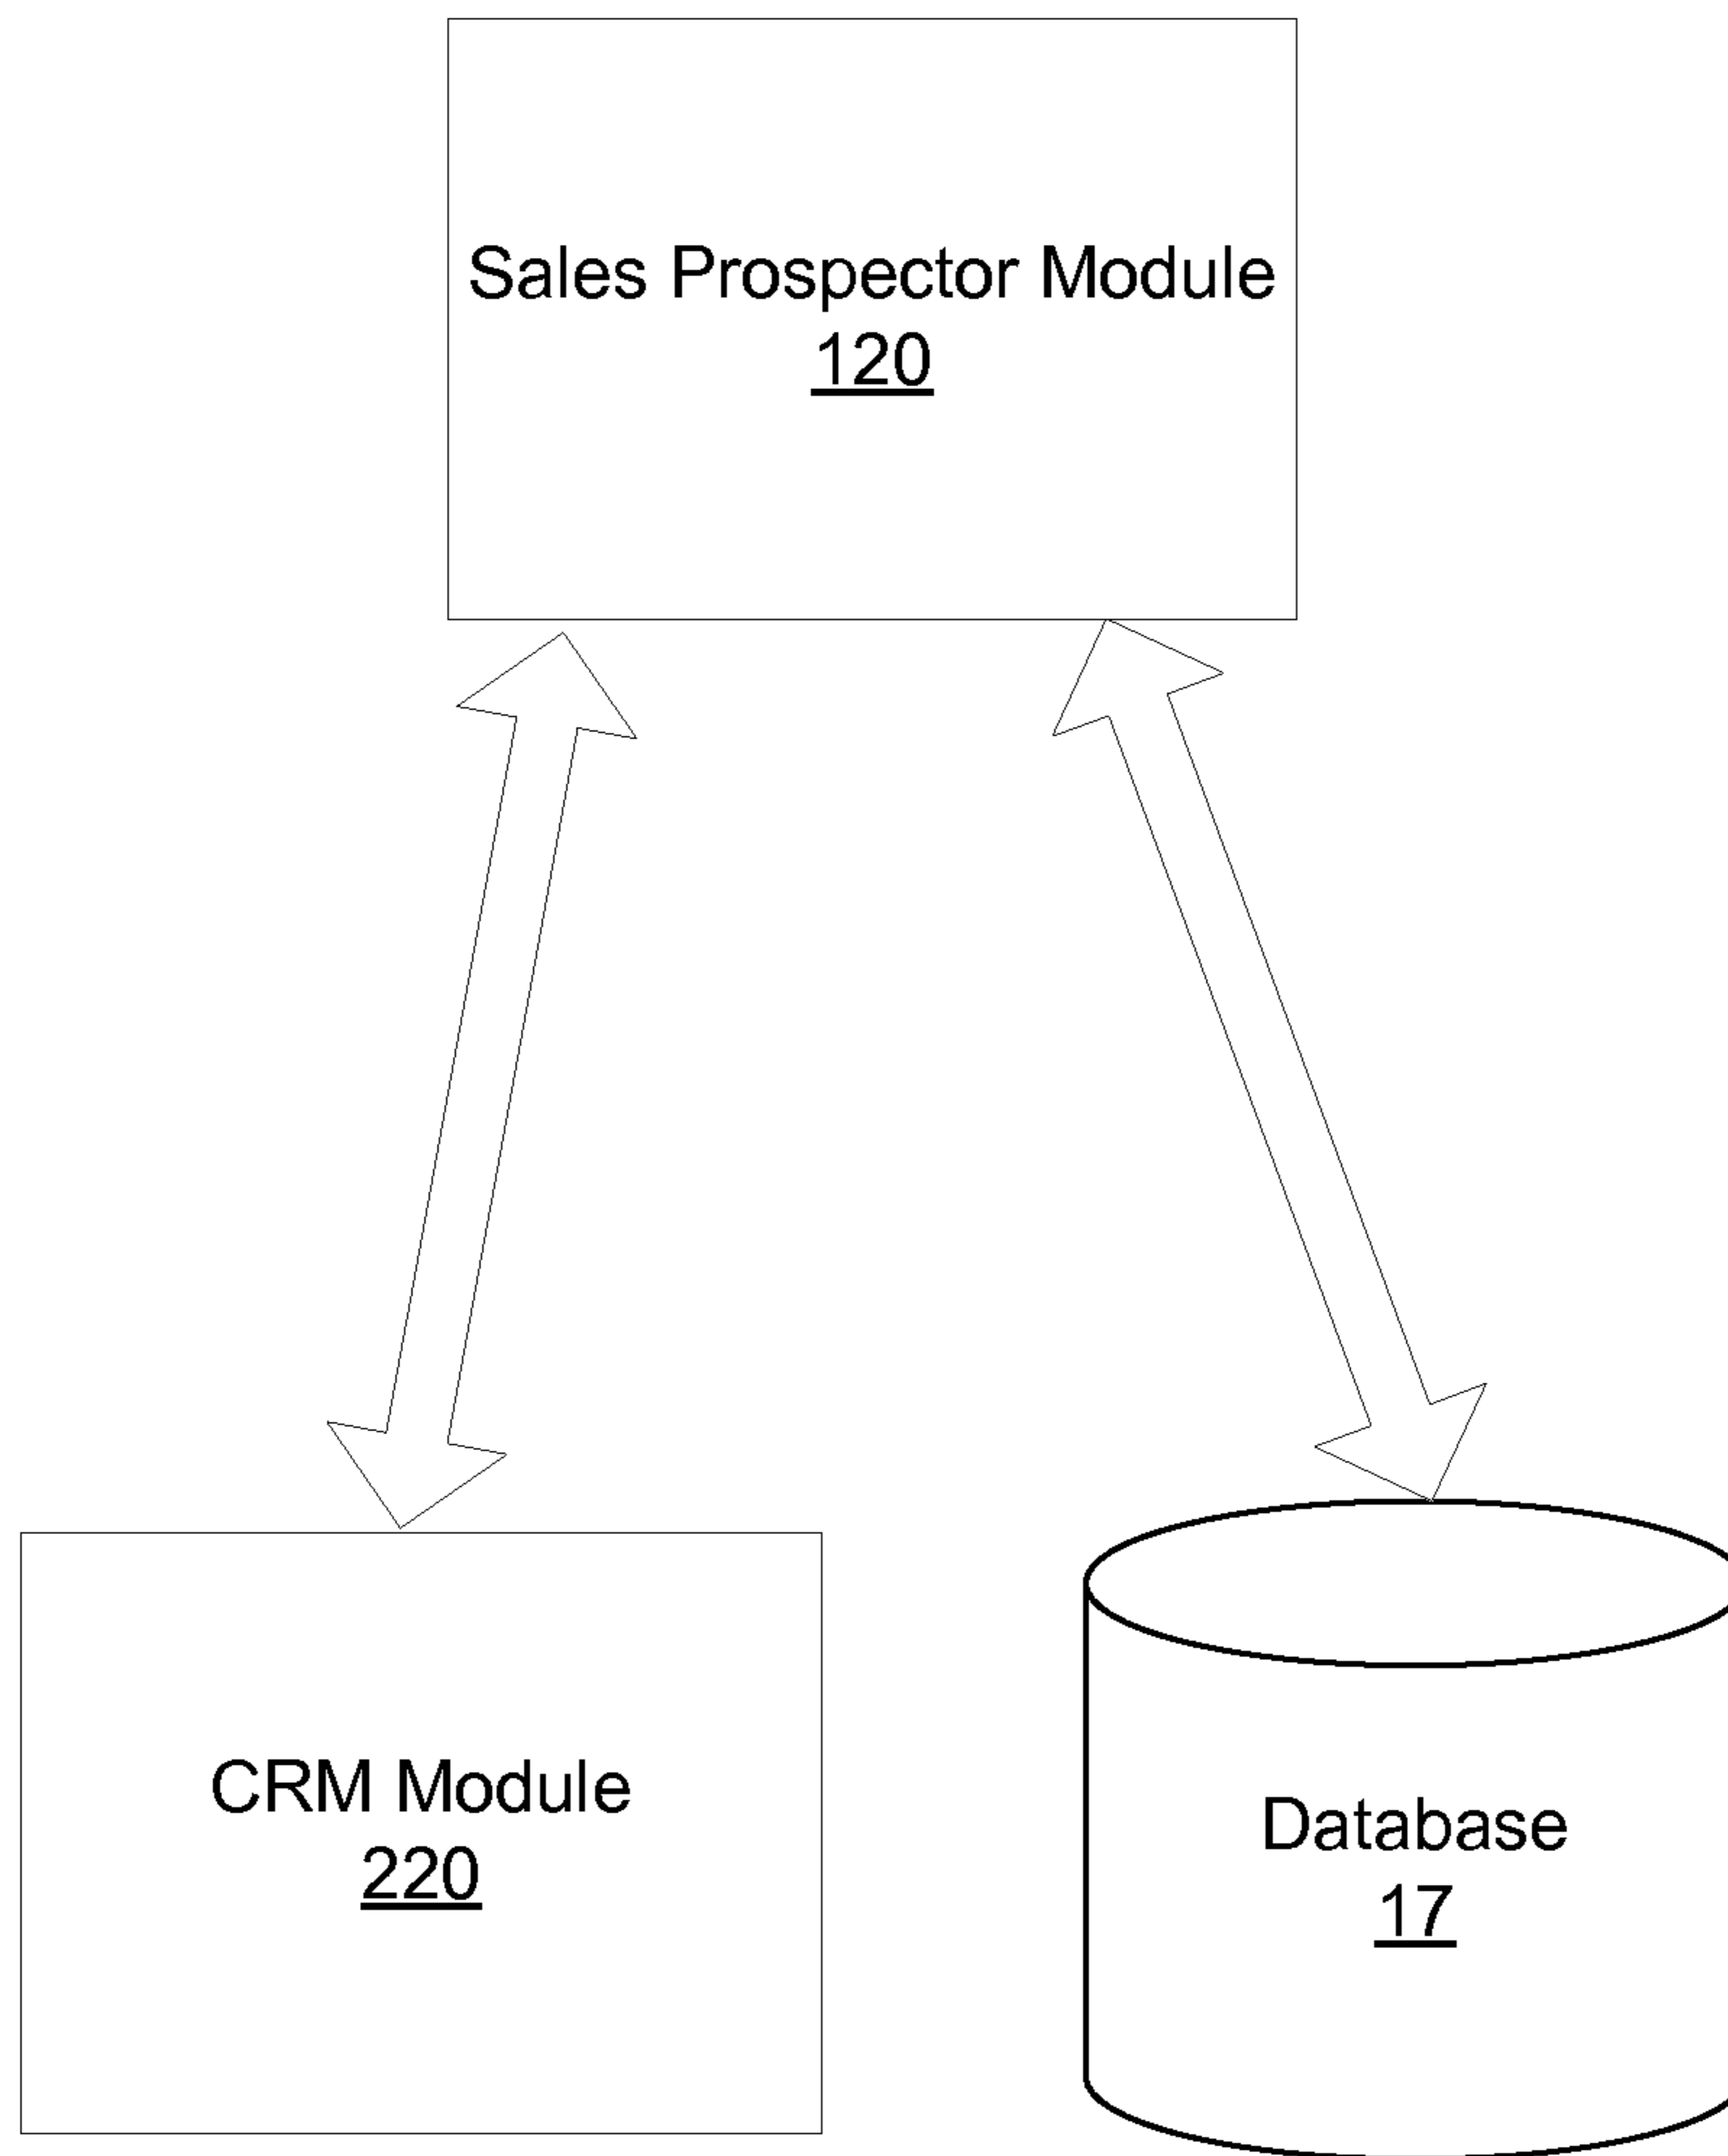 Sales Prospector Module
120
CRM Module
220
Database
17